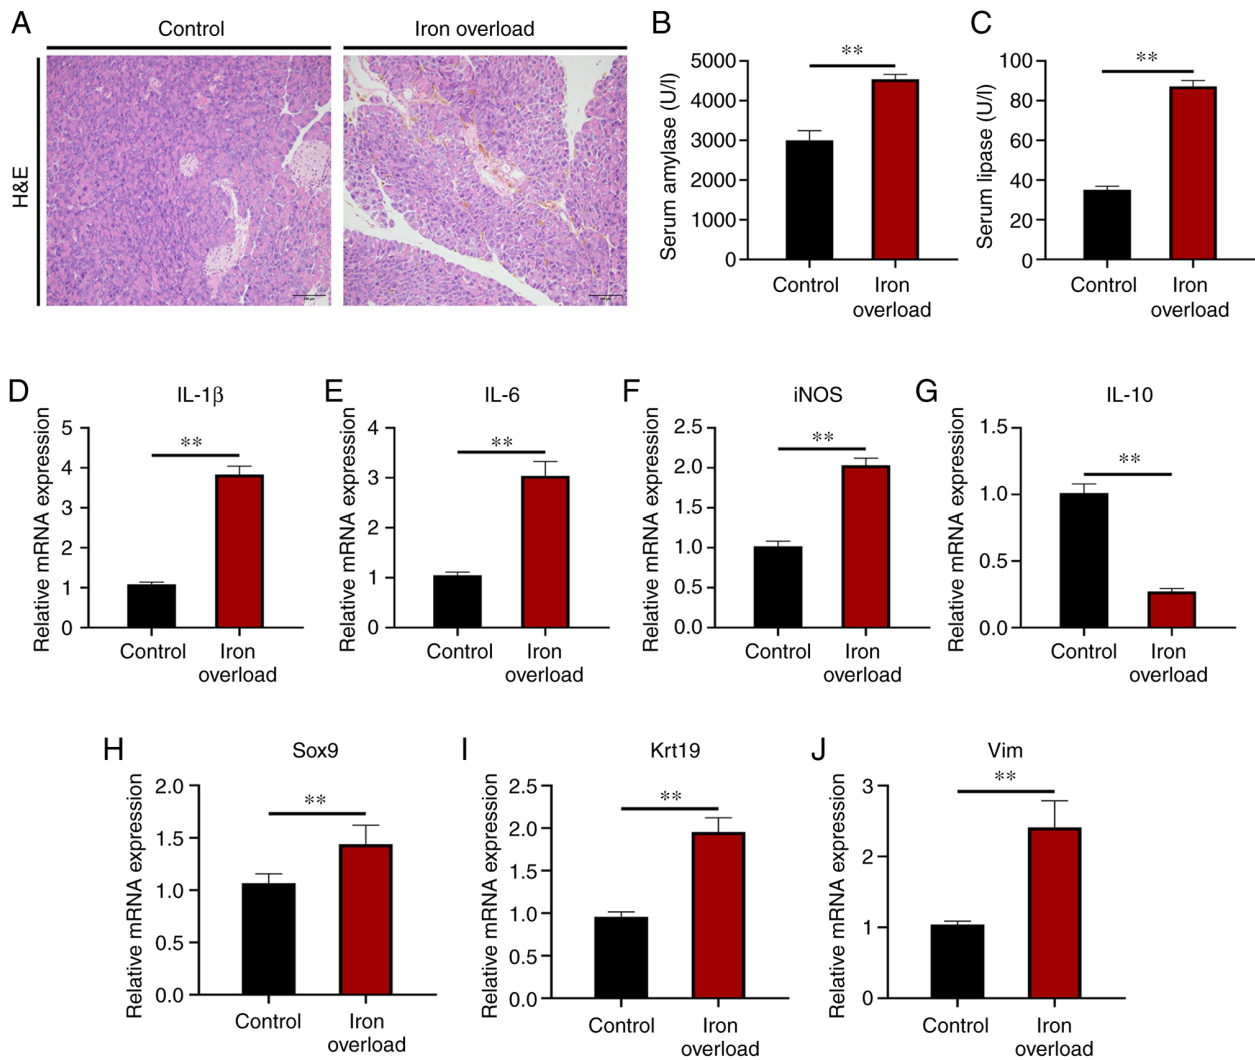 A
Control
Iron overload
H&E
B
Serum amylase (U/l)
5000
4000
3000
2000
1000
0
**
Control
Iron
overload
C
Serum lipase (U/l)
100
80
60
40
20
0
**
Control
Iron
overload
D
IL-1β
Relative mRNA expression
5
4
3
2
1
0
**
Control
Iron
overload
E
IL-6
Relative mRNA expression
4
3
2
1
0
**
Control
Iron
overload
F
iNOS
Relative mRNA expression
2.5
2.0
1.5
1.0
0.5
0.0
**
Control
Iron
overload
G
IL-10
Relative mRNA expression
1.5
1.0
0.5
0.0
**
Control
Iron
overload
H
Sox9
Relative mRNA expression
2.0
1.5
1.0
0.5
0.0
**
Control
Iron
overload
I
Krt19
Relative mRNA expression
2.5
2.0
1.5
1.0
0.5
0.0
**
Control
Iron
overload
J
Vim
Relative mRNA expression
3
2
1
0
**
Control
Iron
overload